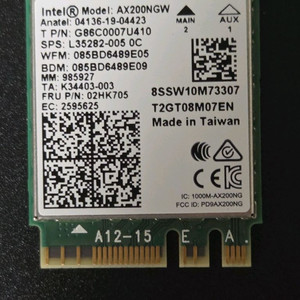 Intel® Model: AX200NGW
Anatel: 04136-19-04423
T P/N: G86C0007U410
SPS: L35282-005 0C
WFM: 085BD6489E05
BDM: 085BD6489E09
MM: 985927
TA: K34403-003
FRU P/N: 02HK705
EC: 2595625
MAIN AUX
2 1
8SSW10M73307
T2GT08M07EN
Made in Taiwan
IC: 1000M-AX200NG
FCC ID: PD9AX200NG
A12-15 E A